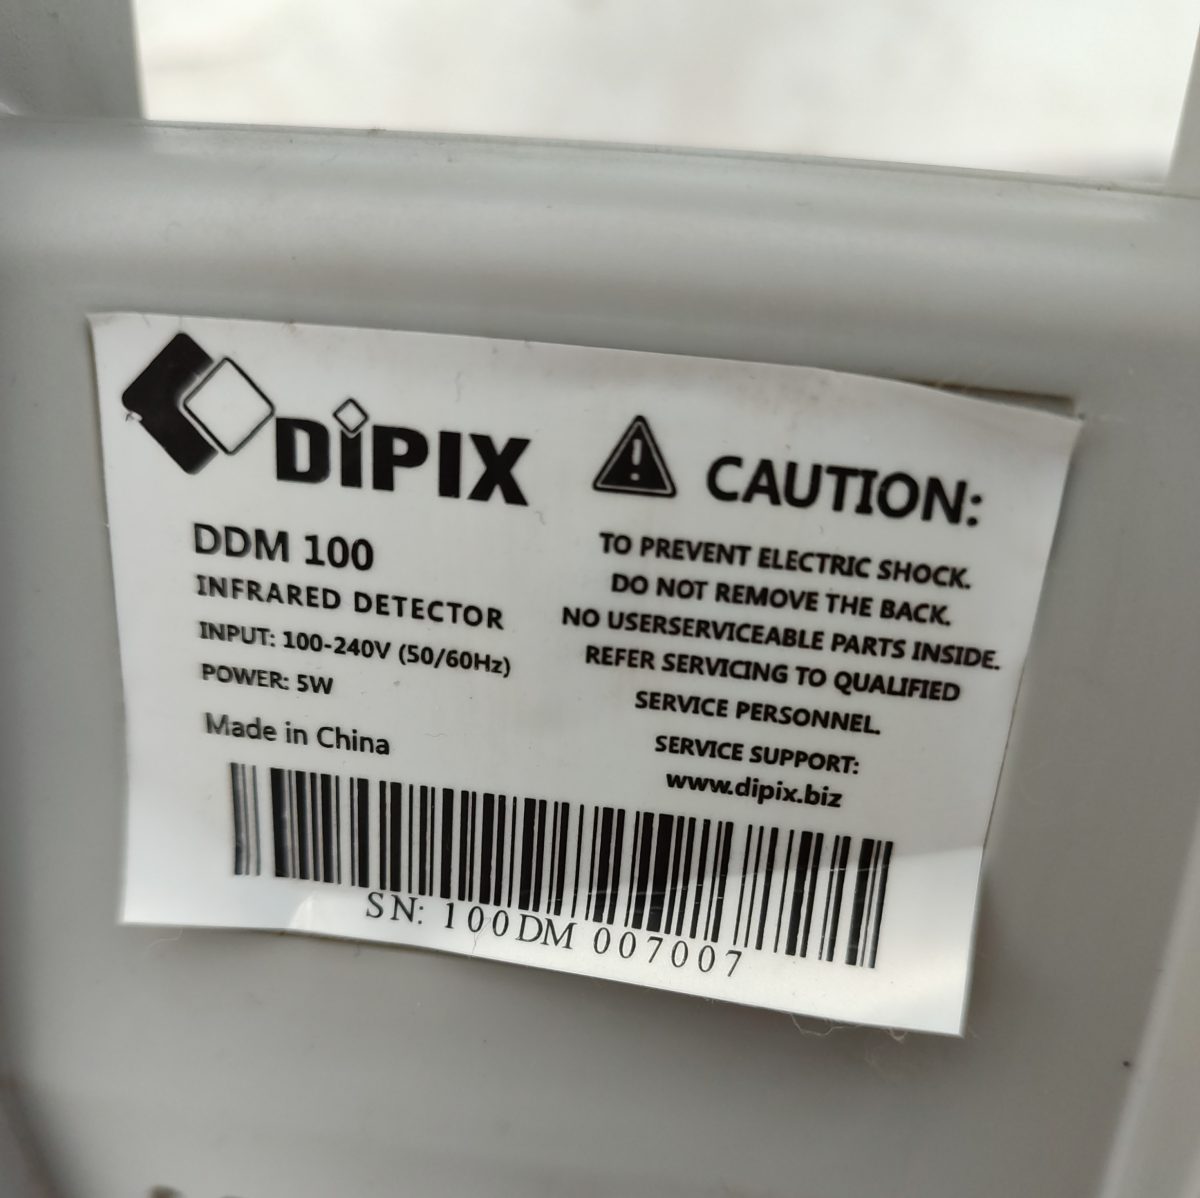 DiPIX
DDM 100
INFRARED DETECTOR
INPUT: 100-240V (50/60Hz)
POWER: 5W
Made in China
CAUTION:
TO PREVENT ELECTRIC SHOCK.
DO NOT REMOVE THE BACK.
NO USERSERVICEABLE PARTS INSIDE.
REFER SERVICING TO QUALIFIED
SERVICE PERSONNEL.
SERVICE SUPPORT:
www.dipix.biz
SN: 100DM 007007